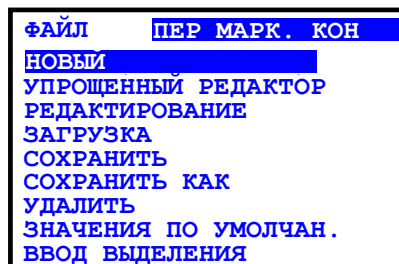 ФАЙЛ ПЕР МАРК. КОН
НОВЫЙ
УПРОЩЕННЫЙ РЕДАКТОР
РЕДАКТИРОВАНИЕ
ЗАГРУЗКА
СОХРАНИТЬ
СОХРАНИТЬ КАК
УДАЛИТЬ
ЗНАЧЕНИЯ ПО УМОЛЧАН.
ВВОД ВЫДЕЛЕНИЯ